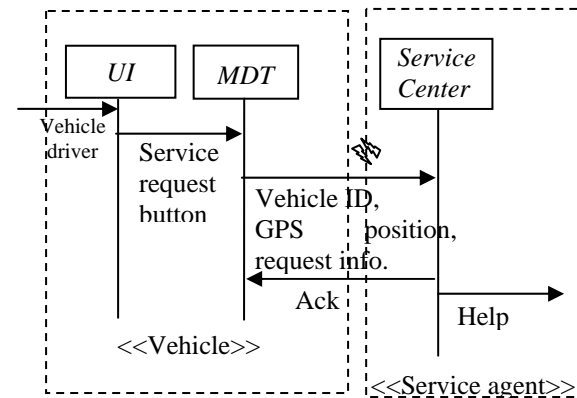 UI
MDT
Service
Center
Vehicle
driver
Service
request
button
Vehicle ID,
GPS position,
request info.
Ack
Help
<<Vehicle>>
<<Service agent>>